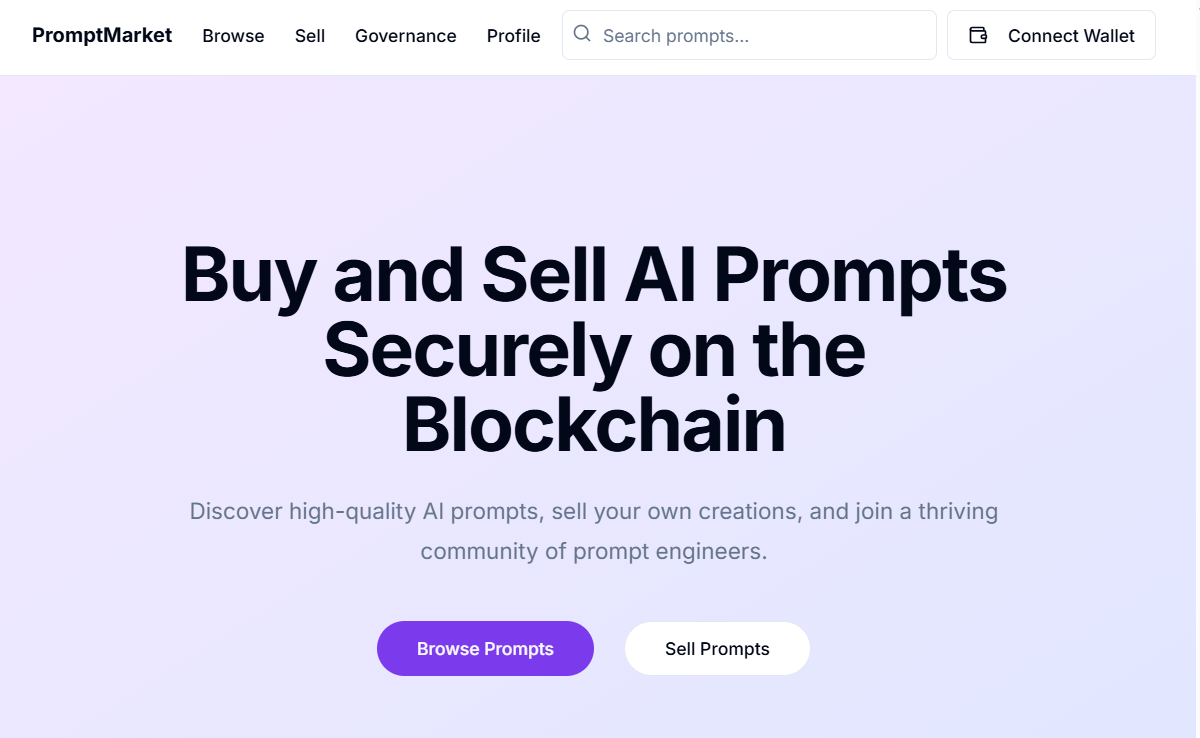 PromptMarket Browse Sell Governance Profile Search prompts... Connect Wallet
Buy and Sell AI Prompts
Securely on the
Blockchain
Discover high-quality AI prompts, sell your own creations, and join a thriving
community of prompt engineers.
Browse Prompts Sell Prompts